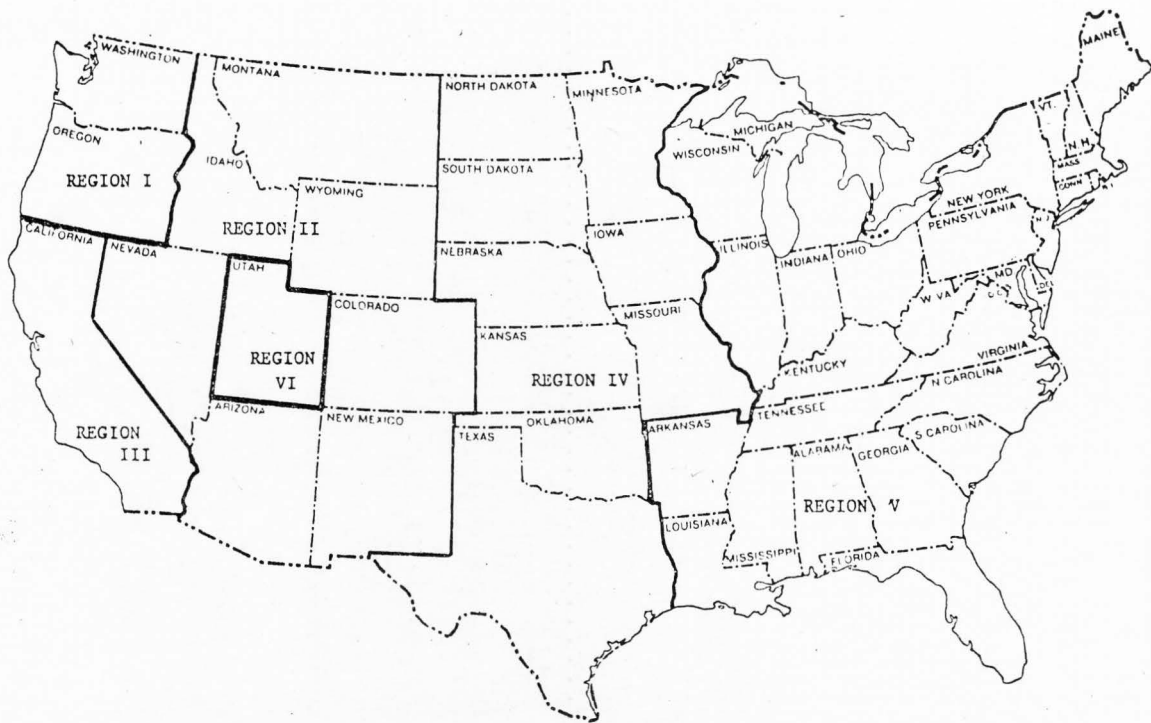 WASHINGTON
MONTANA
NORTH DAKOTA
MINNESOTA
MAINE
VT.
N.H.
OREGON
MICHIGAN
WISCONSIN
IDAHO
MASS
CONN
REGION I
WYOMING
SOUTH DAKOTA
NEW YORK
PENNSYLVANIA
N.J.
REGION II
IOWA
CALIFORNIA
NEVADA
UTAH
NEBRASKA
ILLINOIS
INDIANA
OHIO
MD
DEL
W. VA
COLORADO
MISSOURI
KANSAS
REGION
VI
REGION IV
KENTUCKY
VIRGINIA
N CAROLINA
ARIZONA
NEW MEXICO
TEXAS
OKLAHOMA
ARKANSAS
TENNESSEE
REGION
III
S CAROLINA
ALABAMA
GEORGIA
REGION V
LOUISIANA
MISSISSIPPI
FLORIDA